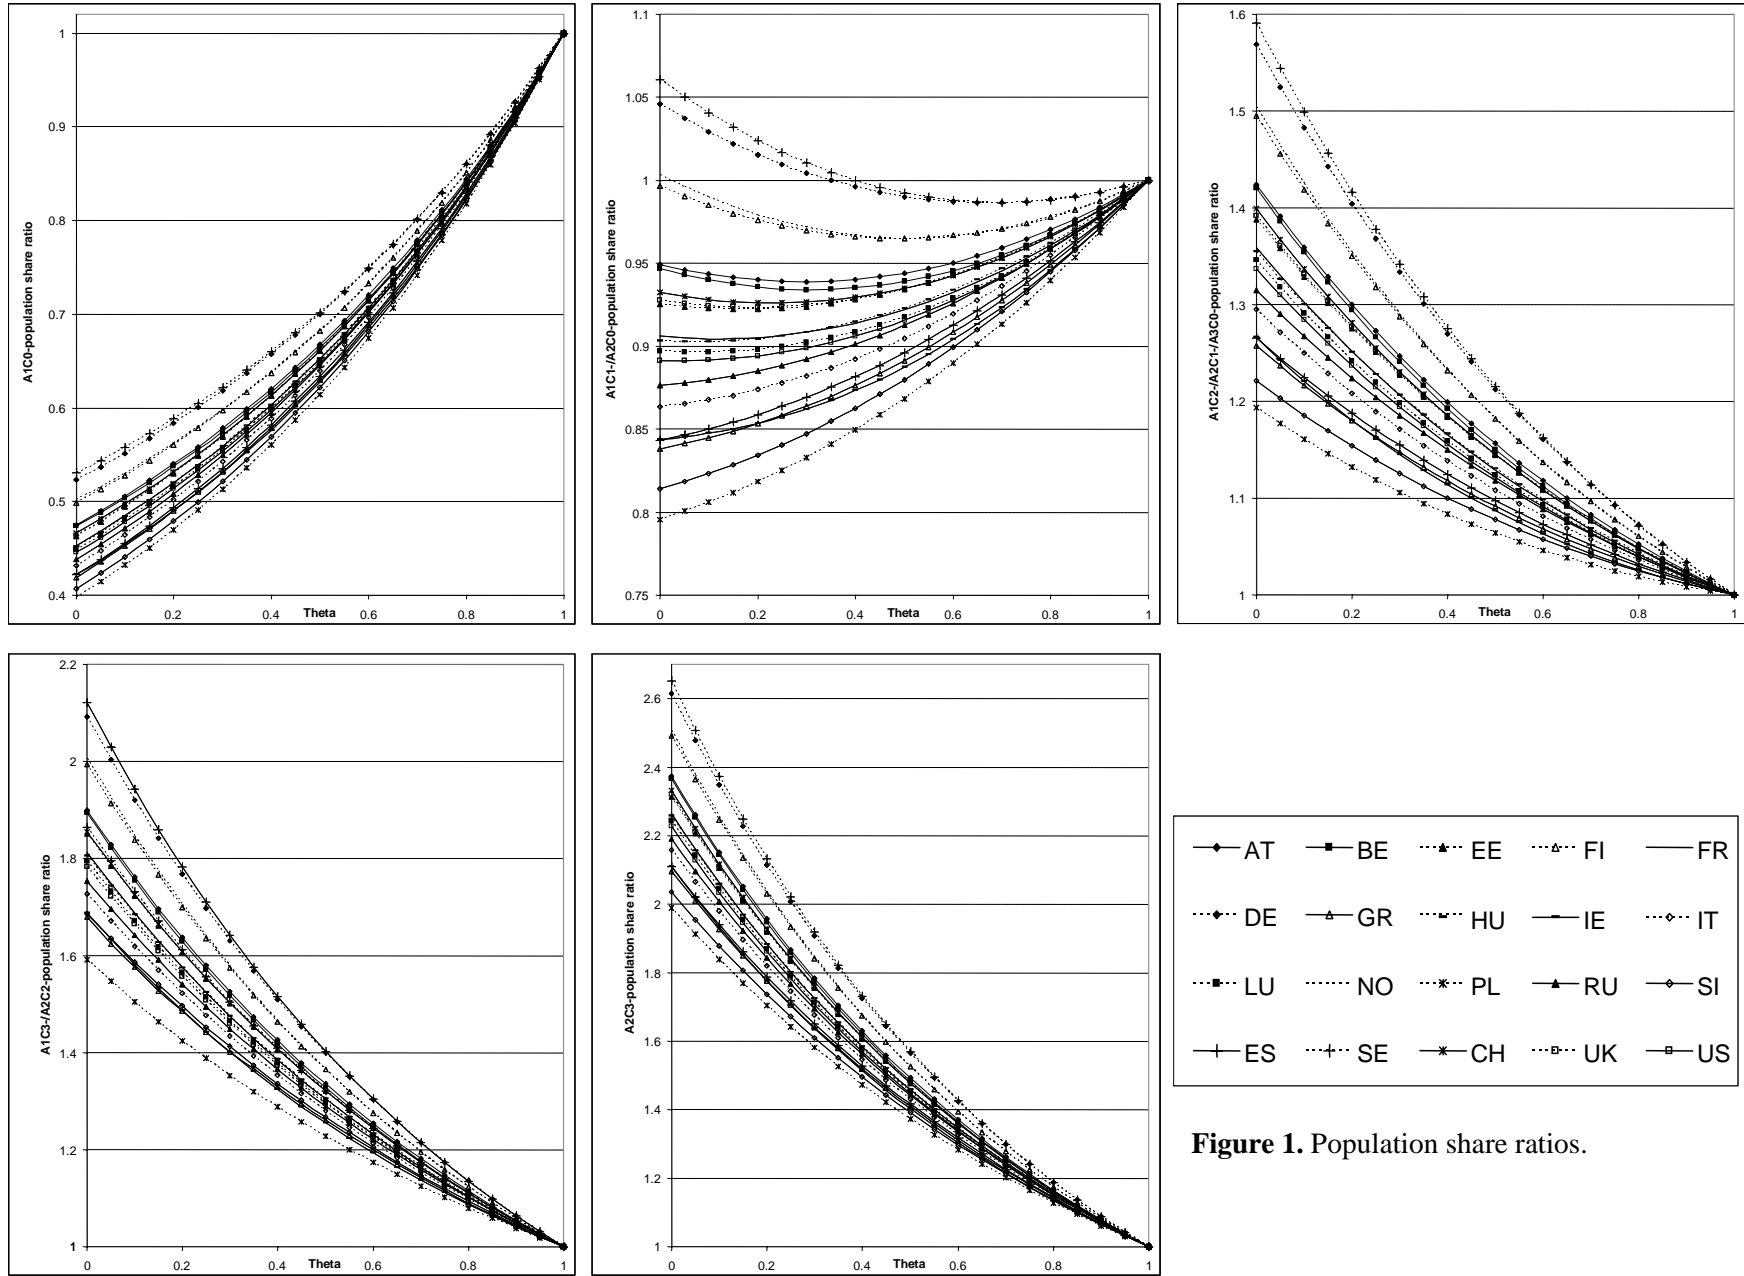 A1C0-population share ratio
1
0.9
0.8
0.7
0.6
0.5
0.4
0 0.2 0.4 0.6 0.8 1
Theta
A1C1-/A2C0-population share ratio
1.1
1.05
1
0.95
0.9
0.85
0.8
0.75
0 0.2 0.4 0.6 0.8 1
Theta
A1C2-/A2C1-/A3C0-population share ratio
1.6
1.5
1.4
1.3
1.2
1.1
1
0 0.2 0.4 0.6 0.8 1
Theta
A1C3-/A2C2-population share ratio
2.2
2
1.8
1.6
1.4
1.2
1
0 0.2 0.4 0.6 0.8 1
Theta
A2C3-population share ratio
2.6
2.4
2.2
2
1.8
1.6
1.4
1.2
1
0 0.2 0.4 0.6 0.8 1
Theta
AT BE EE FI FR
DE GR HU IE IT
LU NO PL RU SI
ES SE CH UK US
Figure 1. Population share ratios.